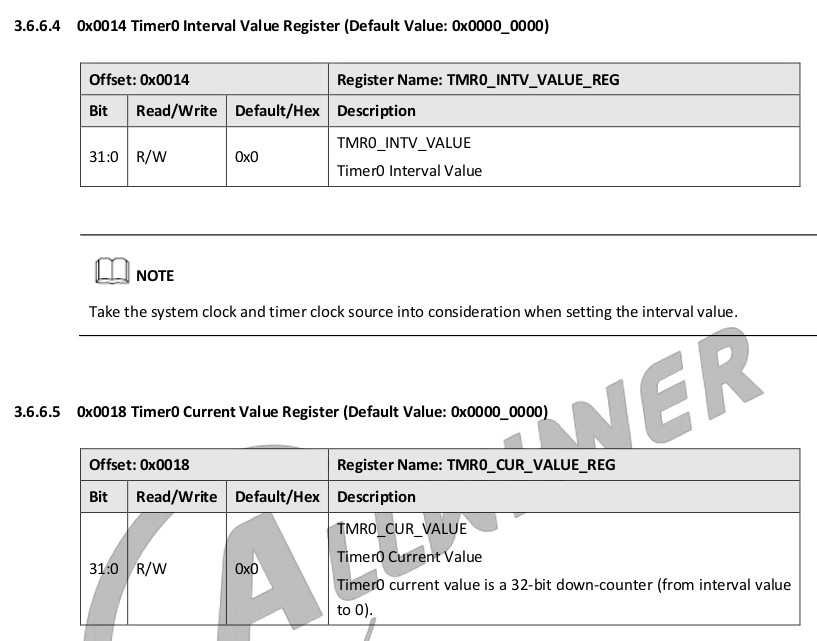 3.6.6.4 0x0014 Timer0 Interval Value Register (Default Value: 0x0000_0000)
Offset: 0x0014 Register Name: TMR0_INTV_VALUE_REG
Bit Read/Write Default/Hex Description
31:0 R/W 0x0 TMR0_INTV_VALUE
Timer0 Interval Value
NOTE
Take the system clock and timer clock source into consideration when setting the interval value.
3.6.6.5 0x0018 Timer0 Current Value Register (Default Value: 0x0000_0000)
Offset: 0x0018 Register Name: TMR0_CUR_VALUE_REG
Bit Read/Write Default/Hex Description
31:0 R/W 0x0 TMR0_CUR_VALUE
Timer0 Current Value
Timer0 current value is a 32-bit down-counter (from interval value
to 0).
ALLWINNER